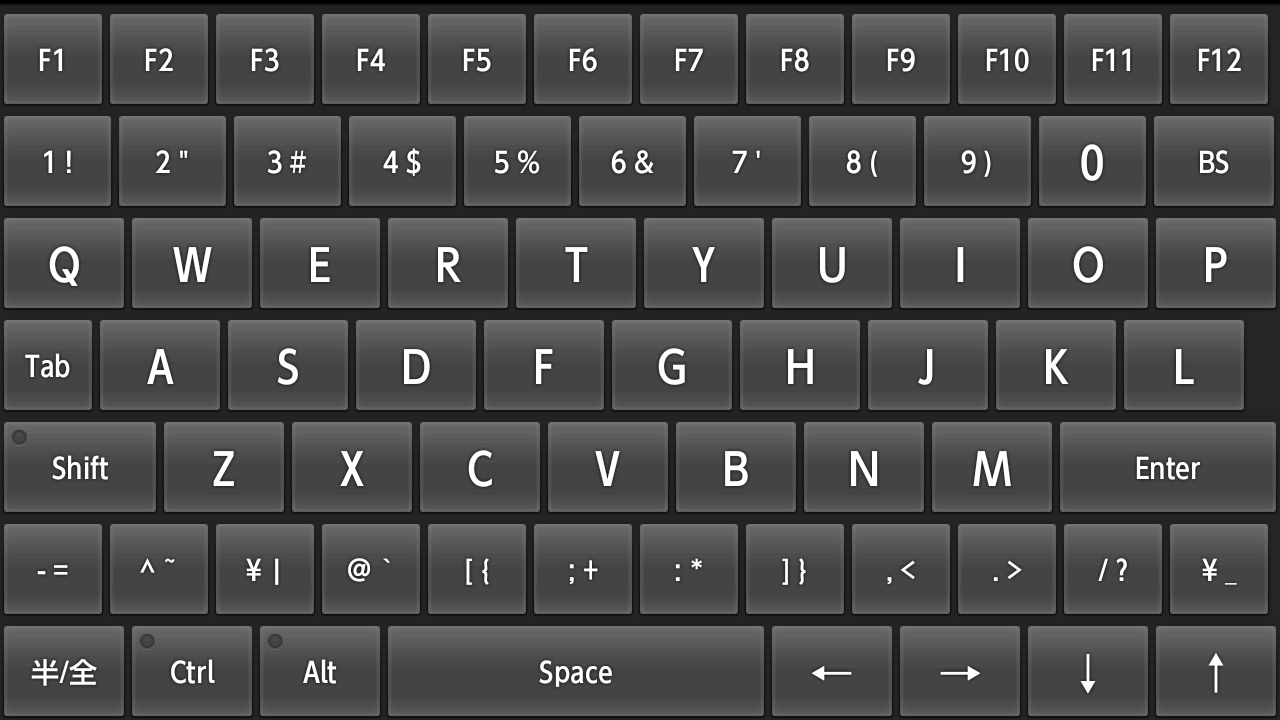 F1 F2 F3 F4 F5 F6 F7 F8 F9 F10 F11 F12
1 ! 2 " 3 # 4 $ 5 % 6 & 7 ' 8 ( 9 ) 0 BS
Q W E R T Y U I O P
Tab A S D F G H J K L
Shift Z X C V B N M Enter
- = ^ ~ ¥ | @ ` [ { ; + : * ] } , < . > / ? ¥ _
半/全 Ctrl Alt Space ← → ↓ ↑